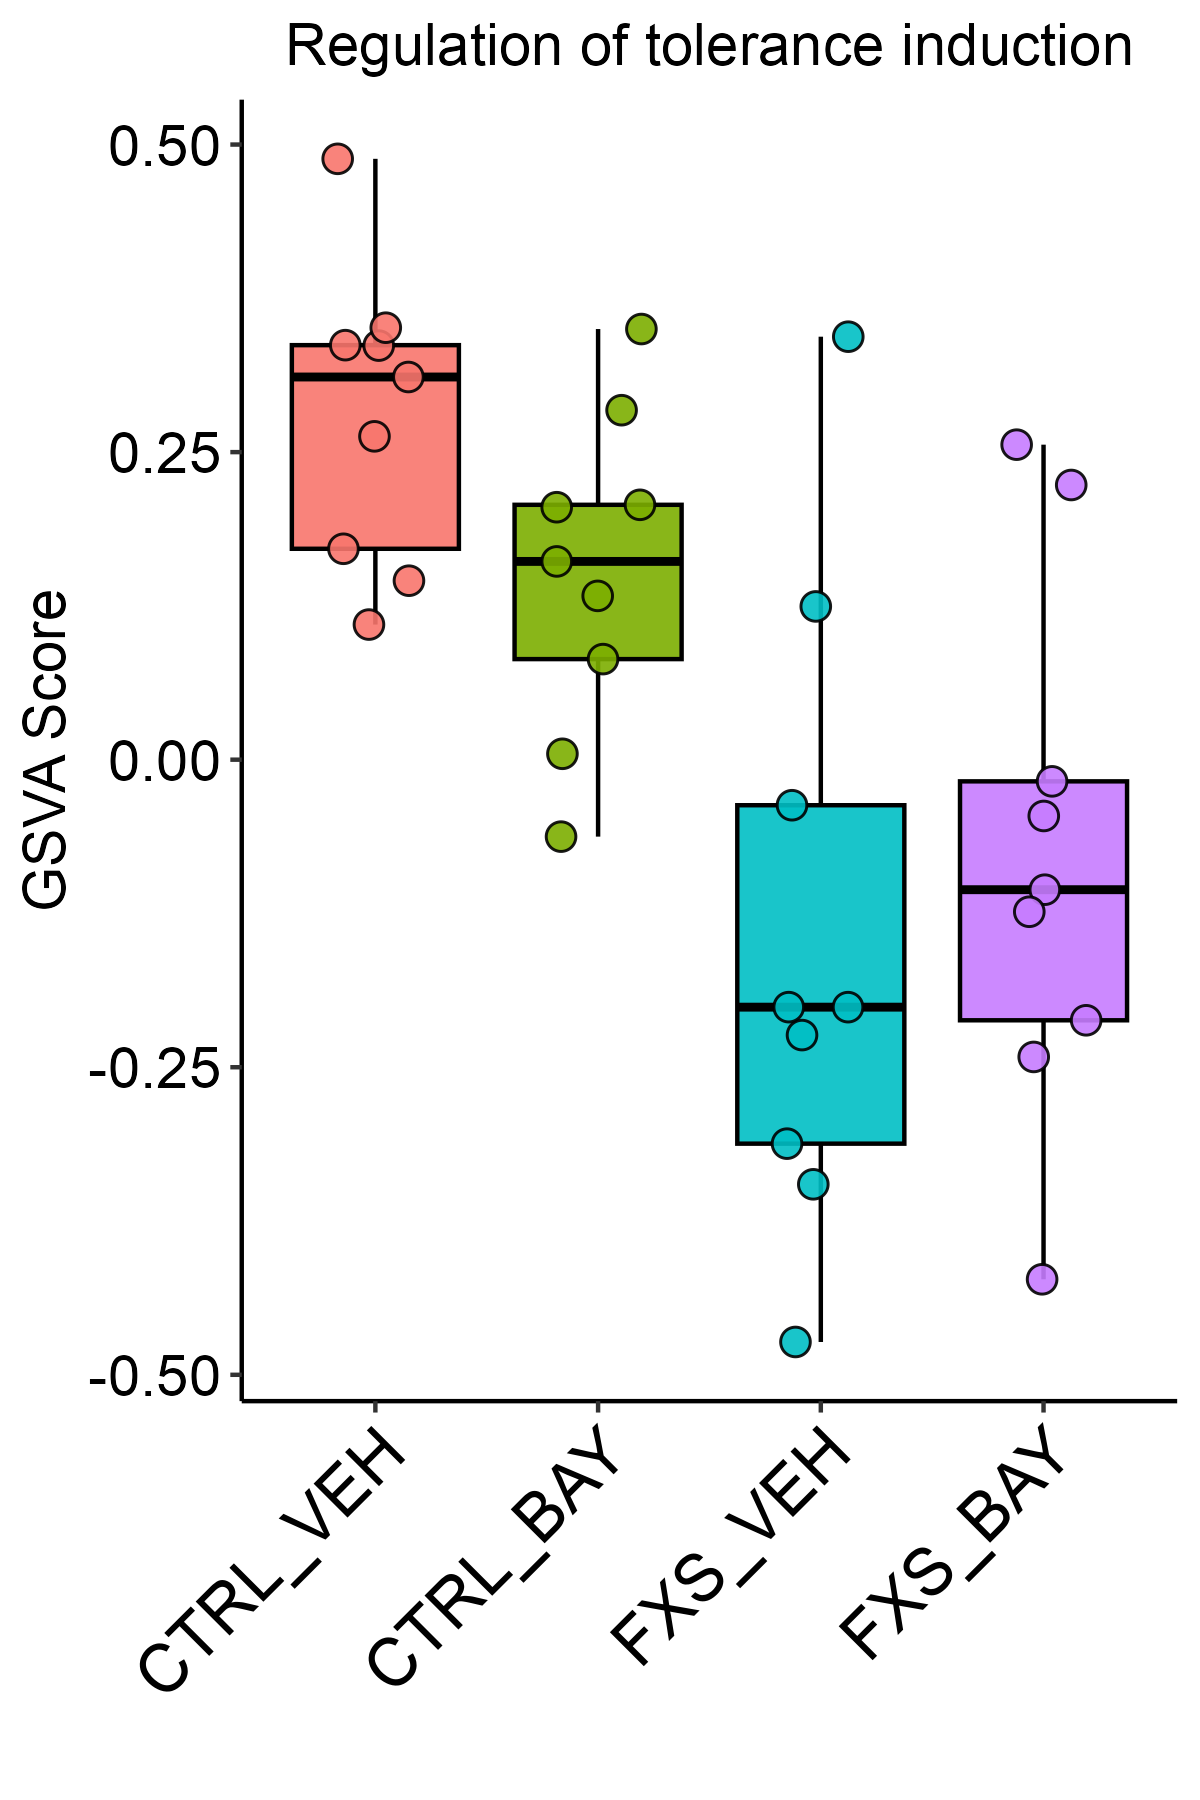 Regulation of tolerance induction
GSVA Score
0.50
0.25
0.00
-0.25
-0.50
CTRL_VEH
CTRL_BAY
FXS_VEH
FXS_BAY